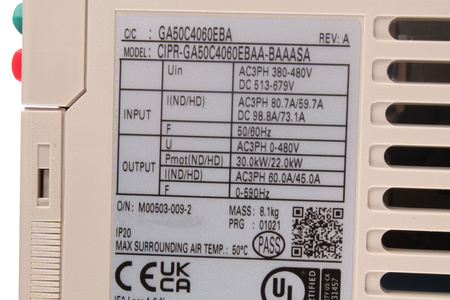 C/C : GA50C4060EBA REV: A
MODEL: CIPR-GA50C4060EBAA-BAAASA
Uin AC3PH 380-480V
DC 513-679V
INPUT I(ND/HD) AC3PH 80.7A/59.7A
DC 98.8A/73.1A
F 50/60Hz
U AC3PH 0-480V
OUTPUT Pmot(ND/HD) 30.0kW/22.0kW
I(ND/HD) AC3PH 60.0A/45.0A
F 0-590Hz
O/N: M00503-009-2 MASS: 8.1kg
PRG : 01021
IP20 PASS
MAX SURROUNDING AIR TEMP.: 50°C
CE UK CA UL